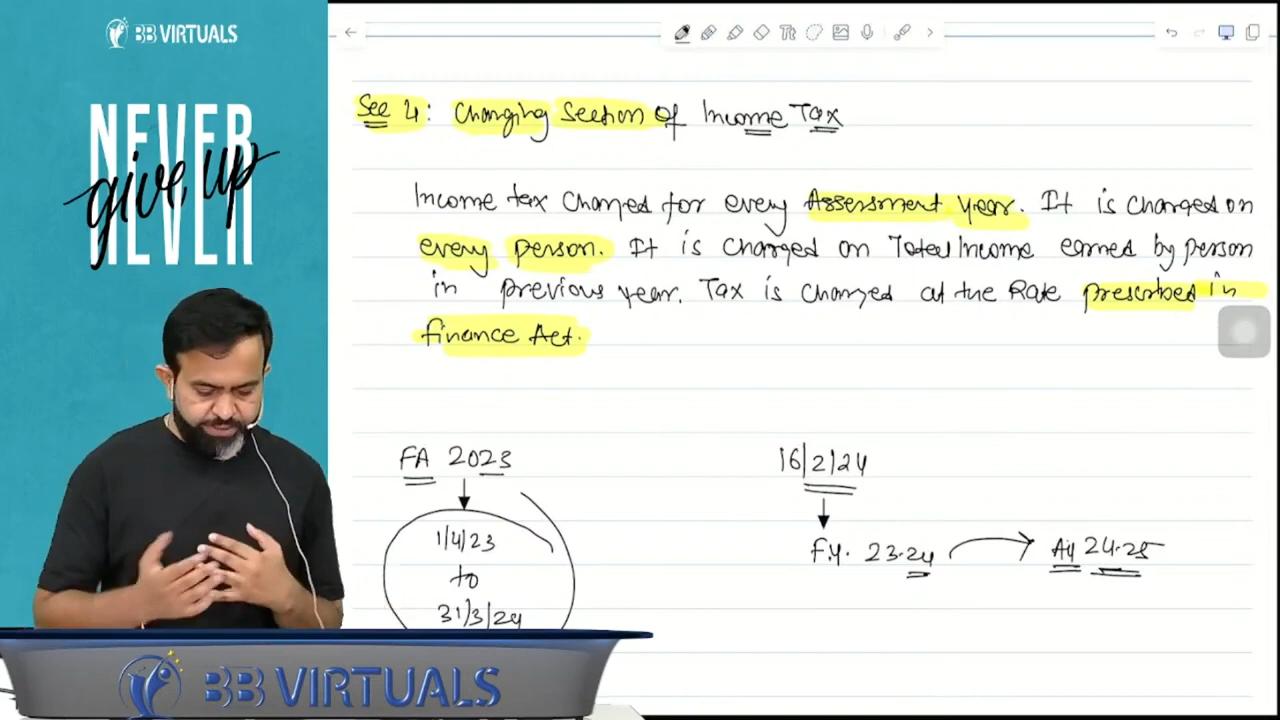 BB VIRTUALS
NEVER
give up
NEVER
Sec 4: Charging Section of Income Tax
Income tax Charged for every Assessment year. It is charged on
every person. It is charged on Total Income earned by person
in previous year. Tax is charged at the Rate prescribed in
finance Act.
FA 2023
1/4/23
to
31/3/24
16/2/24
F.y. 23-24
Ay 24-25
BB VIRTUALS